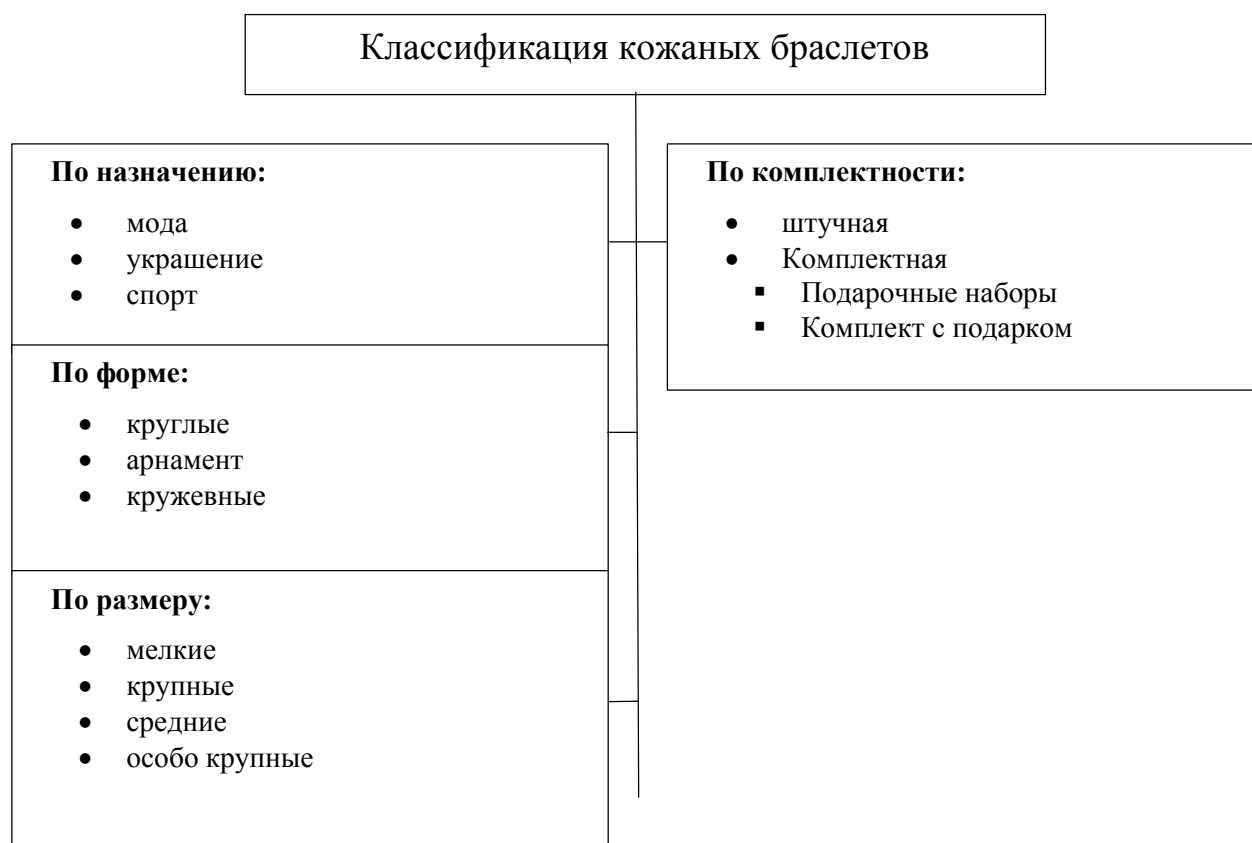 Классификация кожаных браслетов
По назначению:
мода
украшение
спорт
По форме:
круглые
арнамент
кружевные
По размеру:
мелкие
крупные
средние
особо крупные
По комплектности:
штучная
Комплектная
Подарочные наборы
Комплект с подарком